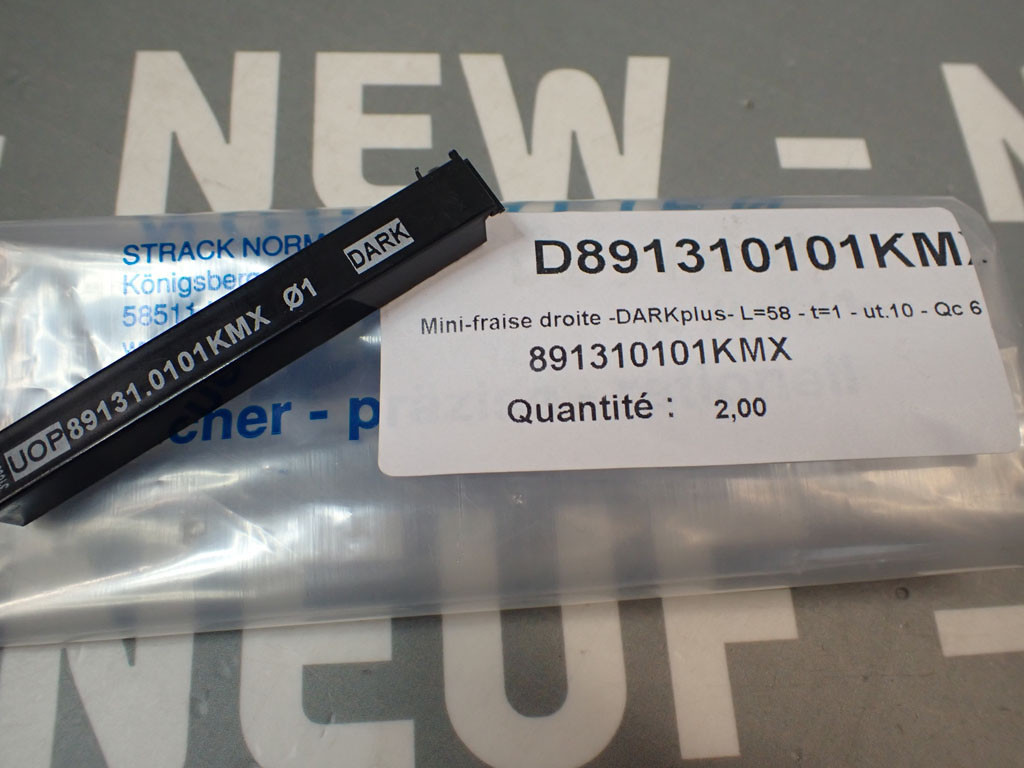 - NEW - N
STRACK NORM
Königsberg
58511
cher - präzise
DARK
UOP 89131.0101KMX Ø1
D891310101KMX
Mini-fraise droite -DARKplus- L=58 - t=1 - ut.10 - Qc 6
891310101KMX
Quantité : 2,00
NEUF -